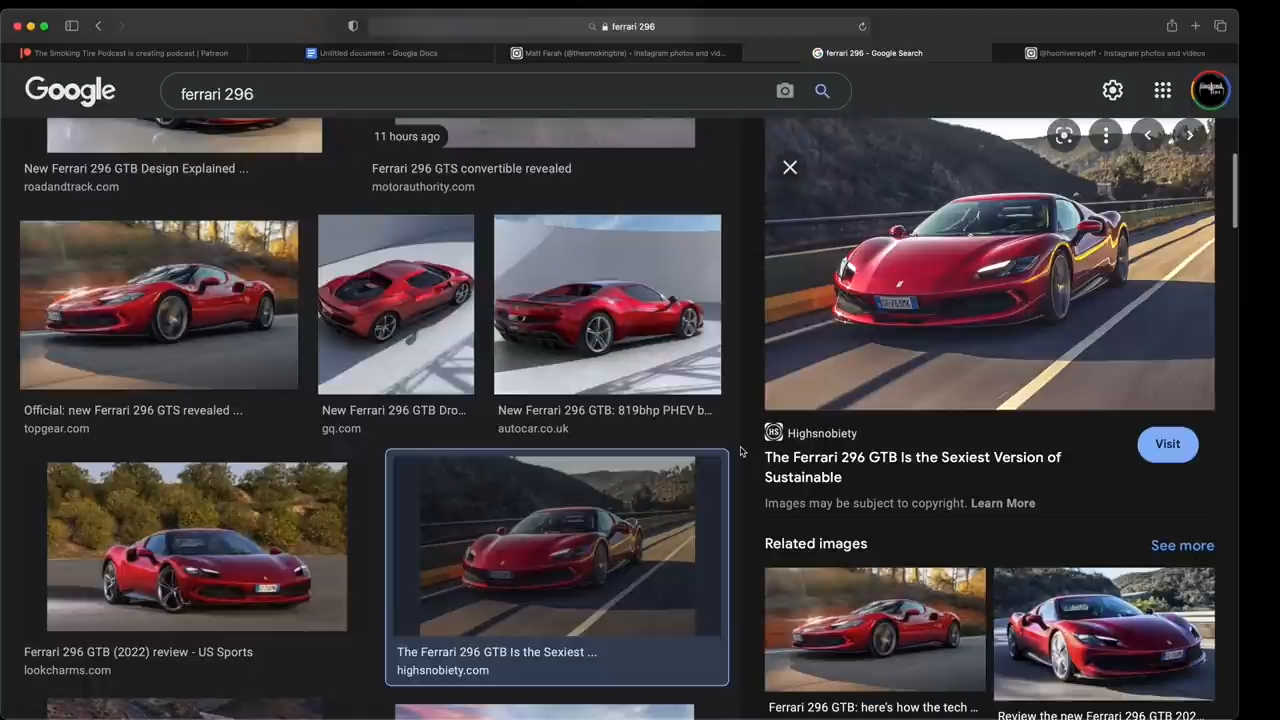 ferrari 296
The Smoking Tire Podcast is creating podcast | Patreon
Untitled document - Google Docs
Matt Farah (@thesmokingtire) • Instagram photos and vid...
ferrari 296 - Google Search
@hooniversejeff • Instagram photos and videos
Google
ferrari 296
11 hours ago
New Ferrari 296 GTB Design Explained ...
roadandtrack.com
Ferrari 296 GTS convertible revealed
motorauthority.com
Official: new Ferrari 296 GTS revealed ...
topgear.com
New Ferrari 296 GTB Dro...
gq.com
New Ferrari 296 GTB: 819bhp PHEV b...
autocar.co.uk
Ferrari 296 GTB (2022) review - US Sports
lookcharms.com
The Ferrari 296 GTB Is the Sexiest ...
highsnobiety.com
HS Highsnobiety
Visit
The Ferrari 296 GTB Is the Sexiest Version of
Sustainable
Images may be subject to copyright. Learn More
Related images
See more
Ferrari 296 GTB: here's how the tech ...
Review the new Ferrari 296 GTB 202...